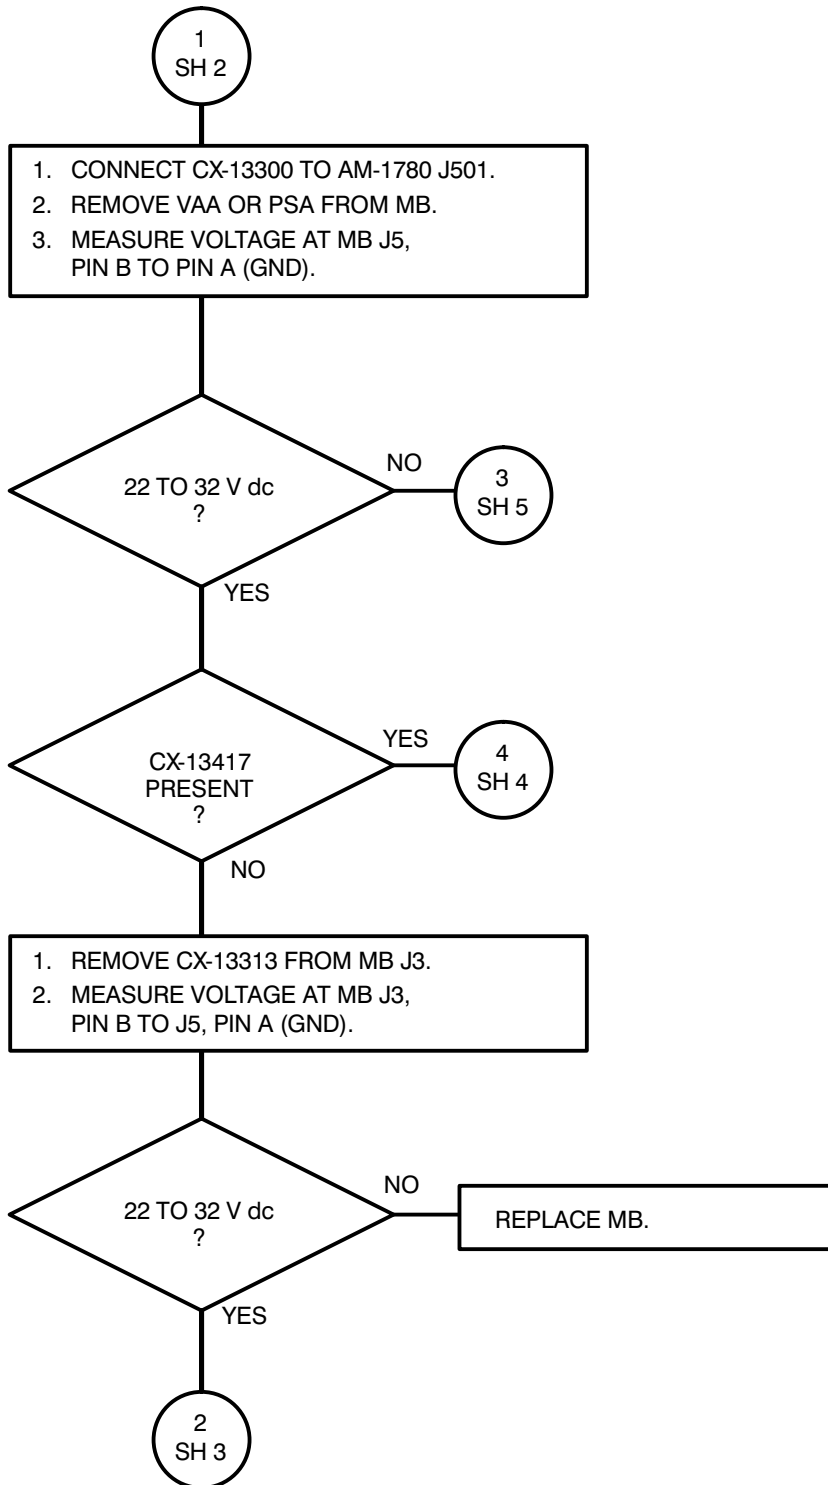 1
SH 2
1. CONNECT CX-13300 TO AM-1780 J501.
2. REMOVE VAA OR PSA FROM MB.
3. MEASURE VOLTAGE AT MB J5,
PIN B TO PIN A (GND).
22 TO 32 V dc
?
NO
3
SH 5
YES
CX-13417
PRESENT
?
YES
4
SH 4
NO
1. REMOVE CX-13313 FROM MB J3.
2. MEASURE VOLTAGE AT MB J3,
PIN B TO J5, PIN A (GND).
22 TO 32 V dc
?
NO
REPLACE MB.
YES
2
SH 3